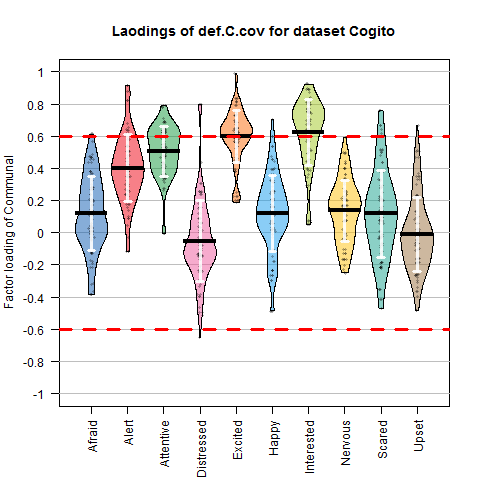 Laodings of def.C.cov for dataset Cogito
Factor loading of Communal
1
0.8
0.6
0.4
0.2
0
-0.2
-0.4
-0.6
-0.8
-1
Afraid
Alert
Attentive
Distressed
Excited
Happy
Interested
Nervous
Scared
Upset